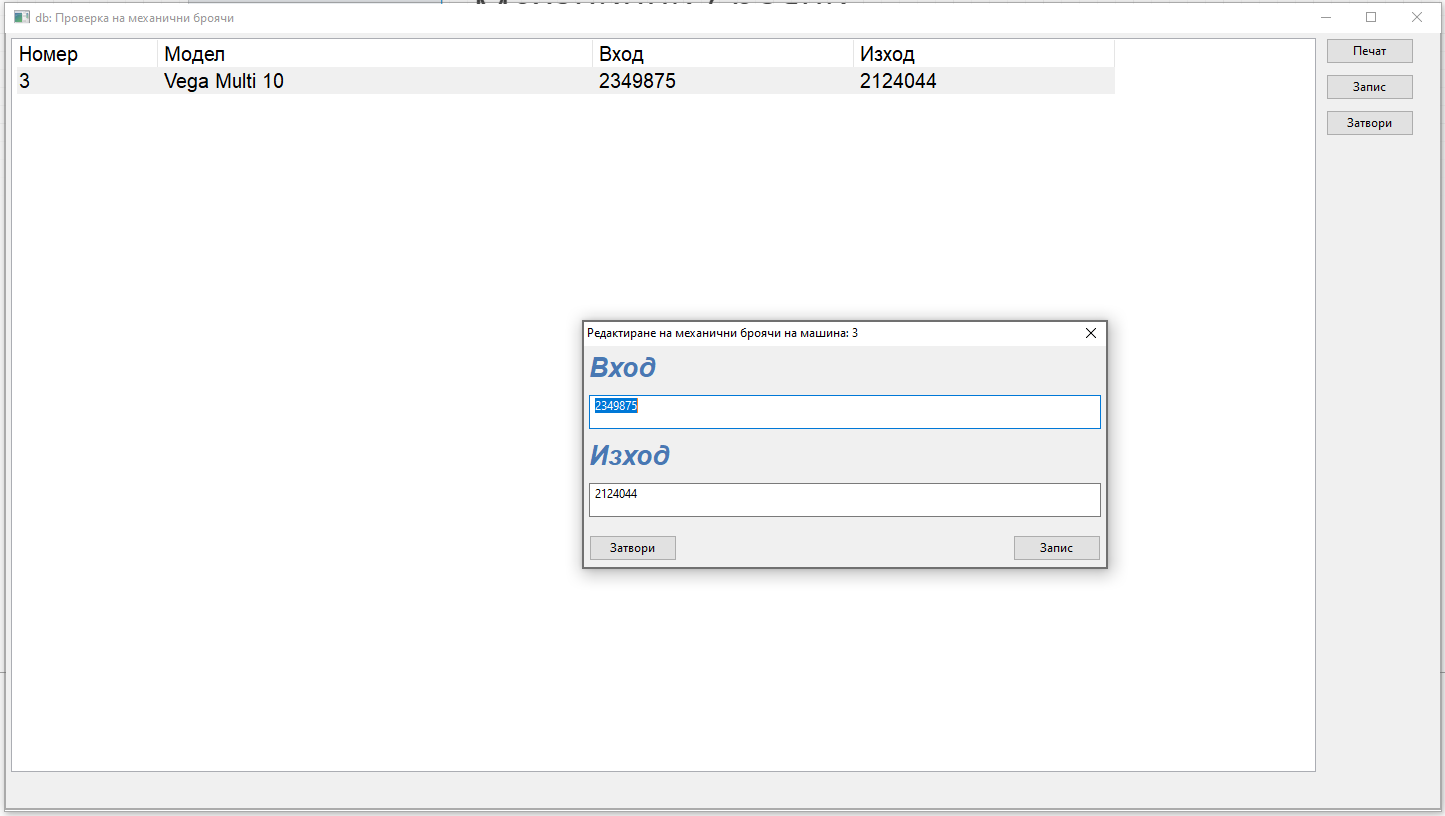 db: Проверка на механични броячи
Номер Модел Вход Изход
3 Vega Multi 10 2349875 2124044
Печат
Запис
Затвори
Редактиране на механични броячи на машина: 3
Вход
2349875
Изход
2124044
Затвори Запис